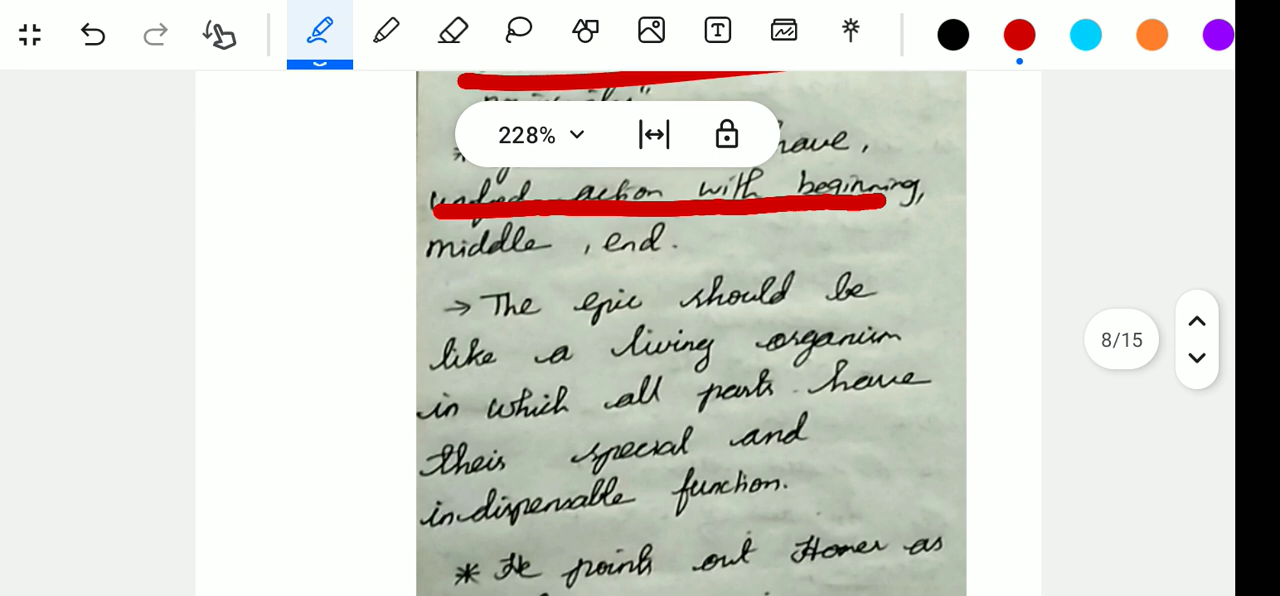 228%
have,
unified action with beginning,
middle , end.
8/15
→ The epic should be
like a living organism
in which all parts have
their special and
indispensable function.
* He points out Homer as